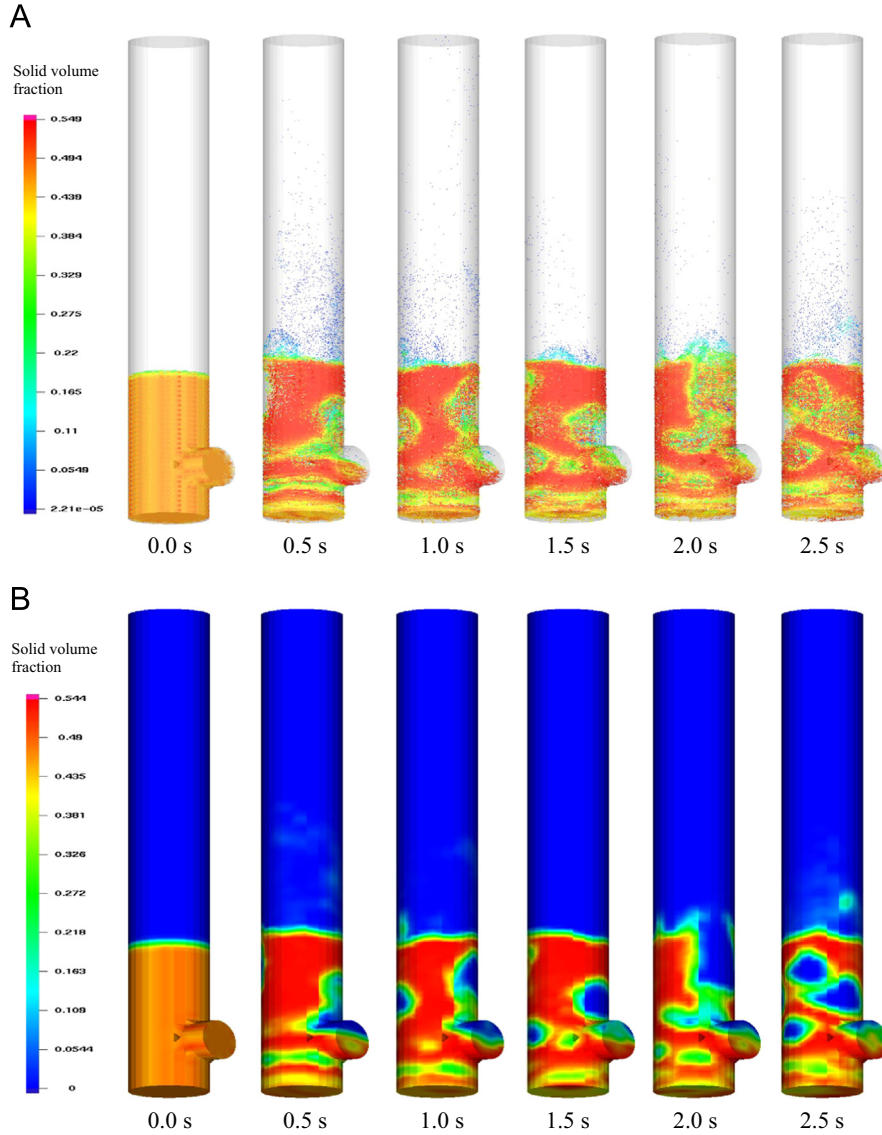 A
Solid volume
fraction
0.549
0.494
0.439
0.384
0.329
0.275
0.22
0.165
0.11
0.0549
2.21e-05
0.0 s
0.5 s
1.0 s
1.5 s
2.0 s
2.5 s
B
Solid volume
fraction
0.544
0.49
0.435
0.381
0.326
0.272
0.218
0.163
0.109
0.0544
0
0.0 s
0.5 s
1.0 s
1.5 s
2.0 s
2.5 s